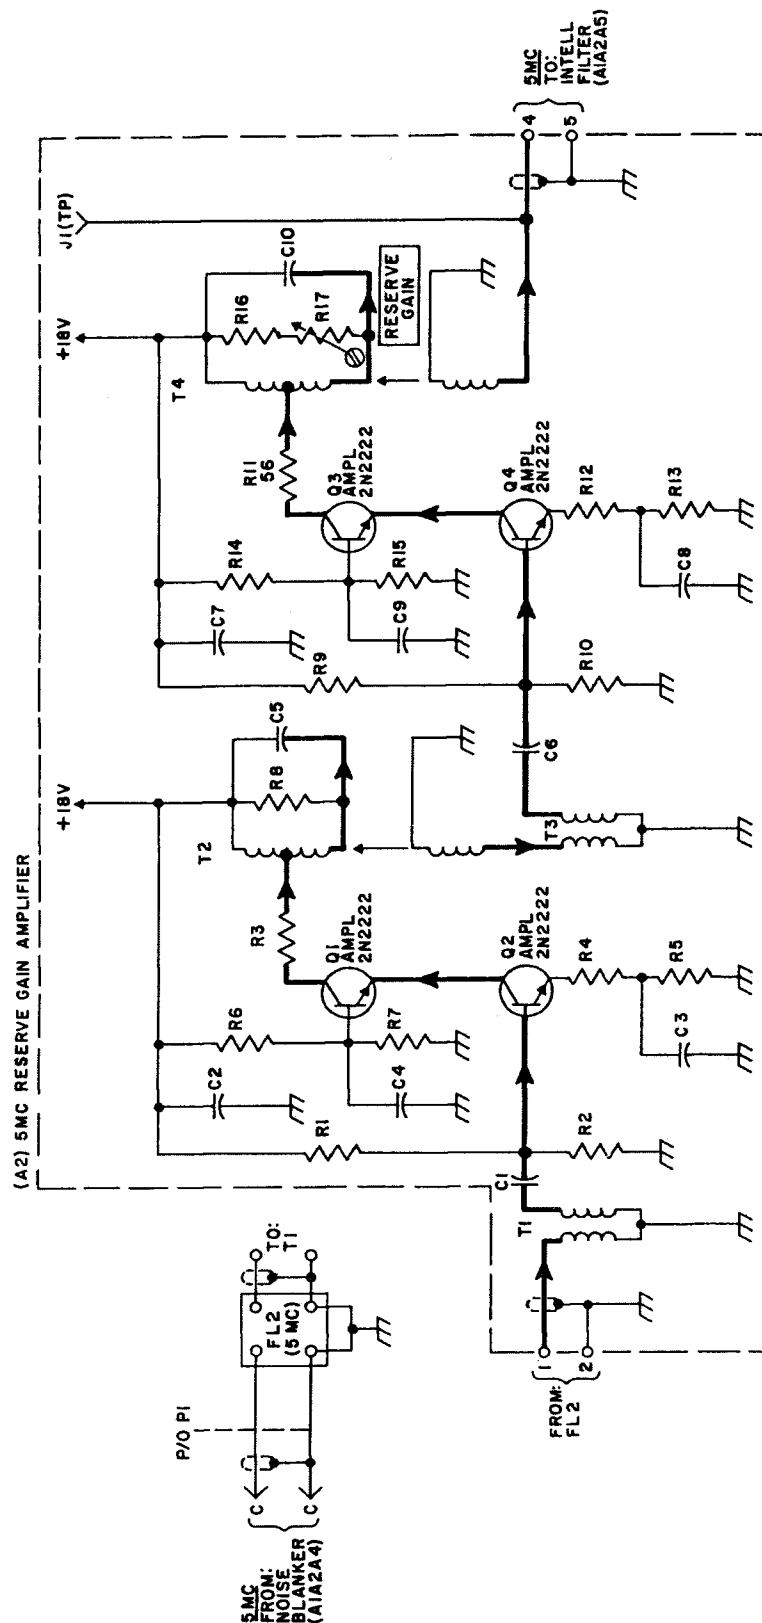 (A2) 5MC RESERVE GAIN AMPLIFIER
5MC
FROM:
NOISE
BLANKER
(A1A2A4)
C
C
P/O P1
FL2
(5 MC)
TO:
T1
FROM:
FL2
1
2
T1
C1
R1
R2
C2
R6
C4
R7
+18V
Q1
AMPL
2N2222
Q2
AMPL
2N2222
R3
R4
R5
C3
T2
R8
C5
T3
C6
R9
R10
C7
R14
C9
R15
+18V
Q3
AMPL
2N2222
Q4
AMPL
2N2222
R11
56
R12
R13
C8
T4
R16
R17
C10
RESERVE
GAIN
J1(TP)
4
5
5MC
TO:
INTELL
FILTER
(A1A2A5)